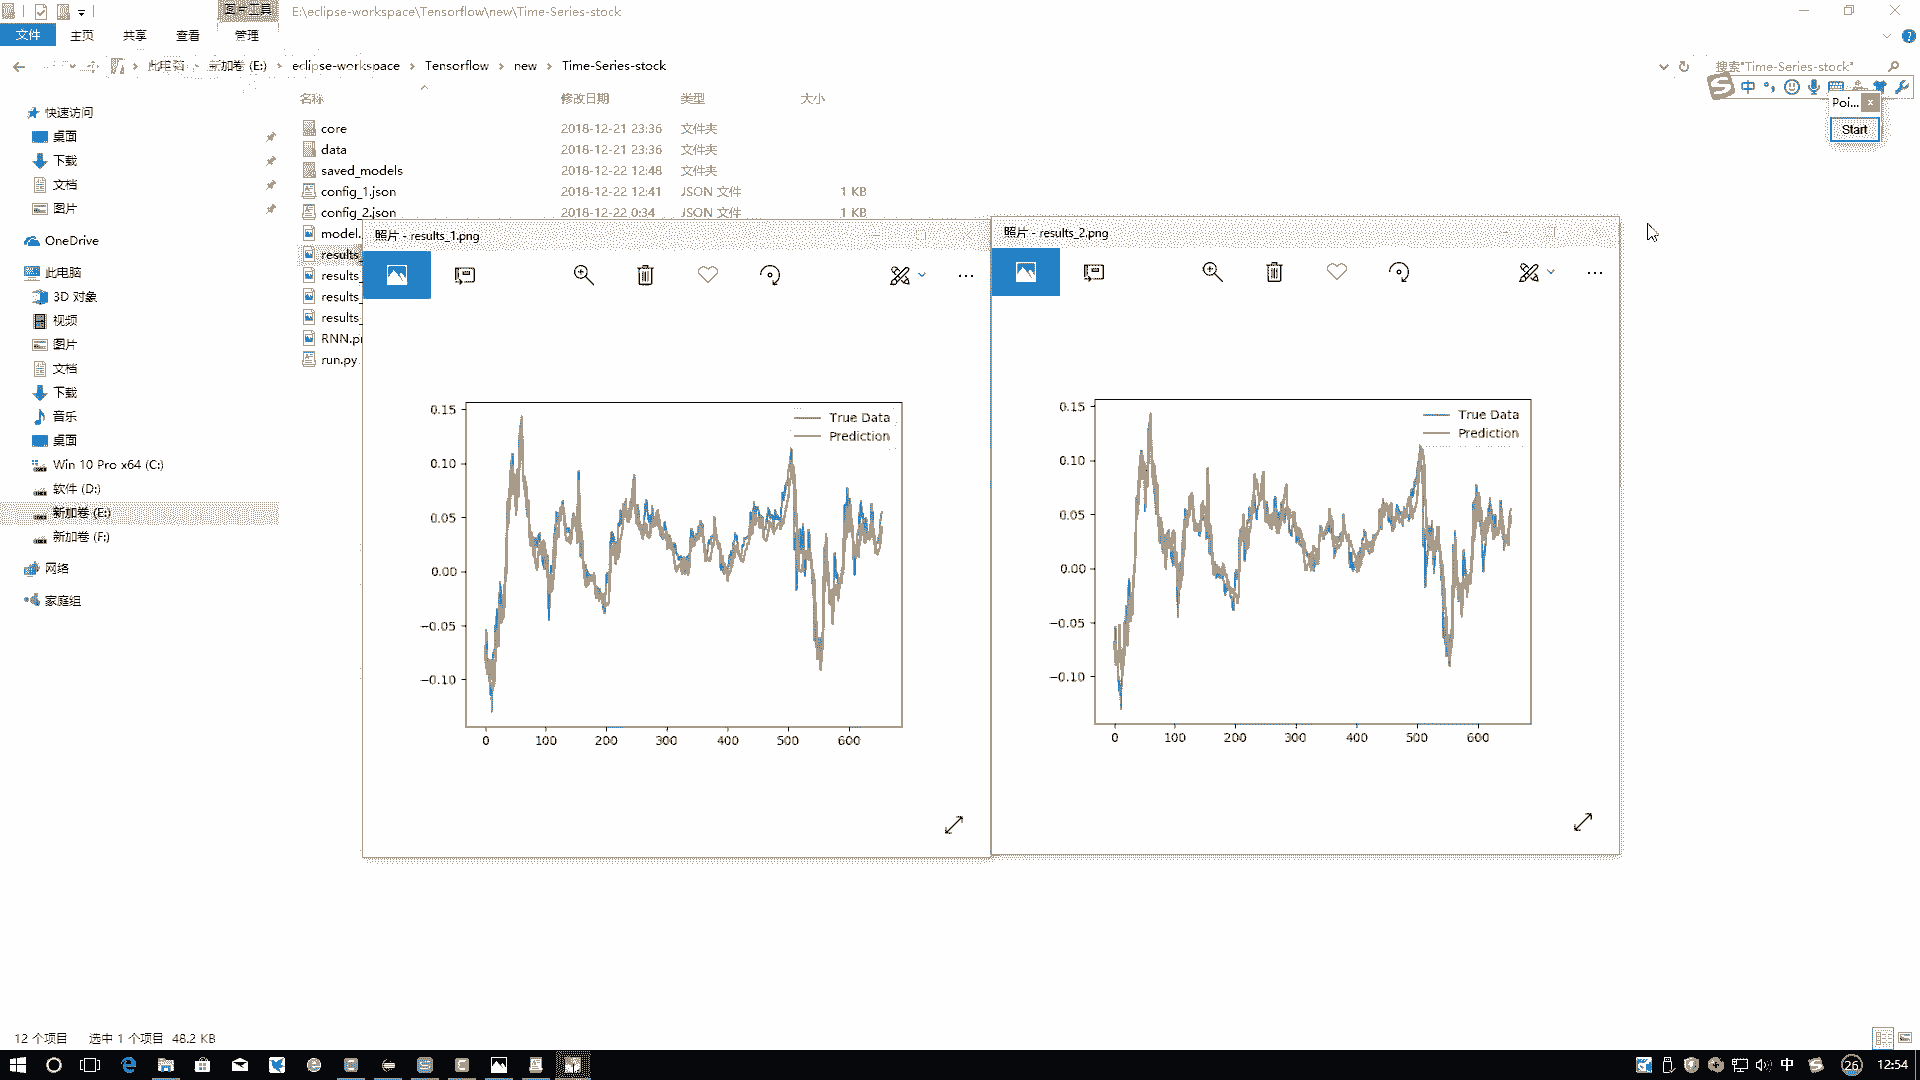 图片工具
E:\eclipse-workspace\Tensorflow\new\Time-Series-stock
文件 主页 共享 查看 管理
此电脑 新加卷 (E:) eclipse-workspace Tensorflow new Time-Series-stock
搜索"Time-Series-stock"
中
Poi...
Start
名称 修改日期 类型 大小
快速访问
桌面
下载
文档
图片
OneDrive
此电脑
3D 对象
视频
图片
文档
下载
音乐
桌面
Win 10 Pro x64 (C:)
软件 (D:)
新加卷 (E:)
新加卷 (F:)
网络
家庭组
core 2018-12-21 23:36 文件夹
data 2018-12-21 23:36 文件夹
saved_models 2018-12-22 12:48 文件夹
config_1.json 2018-12-22 12:41 JSON 文件 1 KB
config_2.json 2018-12-22 0:34 JSON 文件 1 KB
model.
results_
results_
results_
results_
RNN.p
run.py
照片 - results_1.png
True Data
Prediction
0.15
0.10
0.05
0.00
−0.05
−0.10
0 100 200 300 400 500 600
照片 - results_2.png
True Data
Prediction
0.15
0.10
0.05
0.00
−0.05
−0.10
0 100 200 300 400 500 600
12 个项目 选中 1 个项目 48.2 KB
中 26 12:54